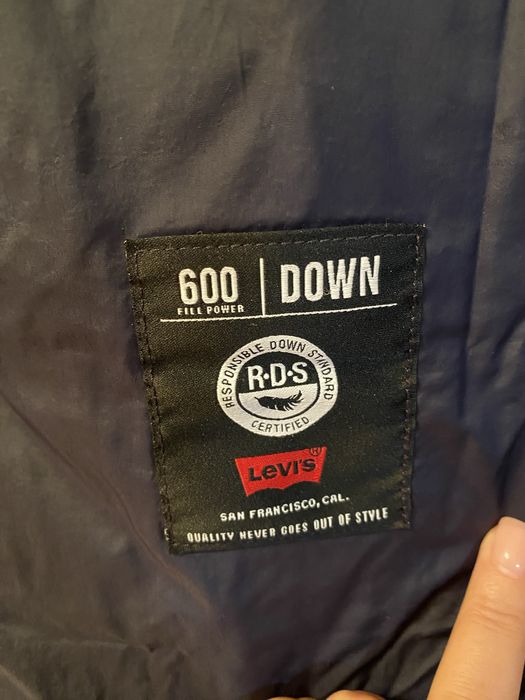 600 | DOWN
FILL POWER
RESPONSIBLE DOWN STANDARD
R·D·S
CERTIFIED
LEVI'S®
SAN FRANCISCO, CAL.
QUALITY NEVER GOES OUT OF STYLE